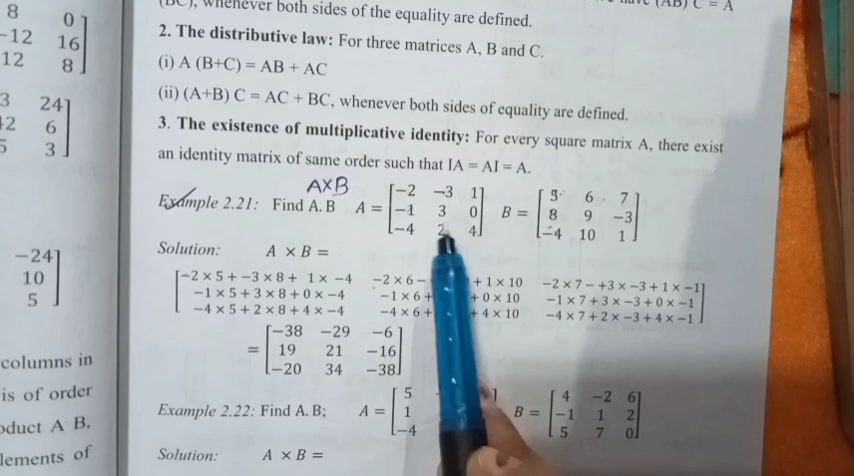 8 0
-12 16
12 8
3 24
12 6
5 3
-24
10
5
columns in
is of order
oduct A B,
lements of
(BC), whenever both sides of the equality are defined.
(AB) C = A
2. The distributive law: For three matrices A, B and C.
(i) A (B+C) = AB + AC
(ii) (A+B) C = AC + BC, whenever both sides of equality are defined.
3. The existence of multiplicative identity: For every square matrix A, there exist
an identity matrix of same order such that IA = AI = A.
A×B
Example 2.21: Find A. B A = [-2 -3 1] B = [5 6 7]
[-1 3 0] [8 9 -3]
[-4 2 4] [-4 10 1]
Solution: A × B =
[-2 × 5 + -3 × 8 + 1 × -4 -2 × 6 - + 1 × 10 -2 × 7 - +3 × -3 + 1 × -1]
-1 × 5 + 3 × 8 + 0 × -4 -1 × 6 + + 0 × 10 -1 × 7 + 3 × -3 + 0 × -1
-4 × 5 + 2 × 8 + 4 × -4 -4 × 6 + + 4 × 10 -4 × 7 + 2 × -3 + 4 × -1
= [-38 -29 -6]
[19 21 -16]
[-20 34 -38]
Example 2.22: Find A. B; A = [5 1] B = [4 -2 6]
[1 [-1 1 2]
[-4 [5 7 0]
Solution: A × B =